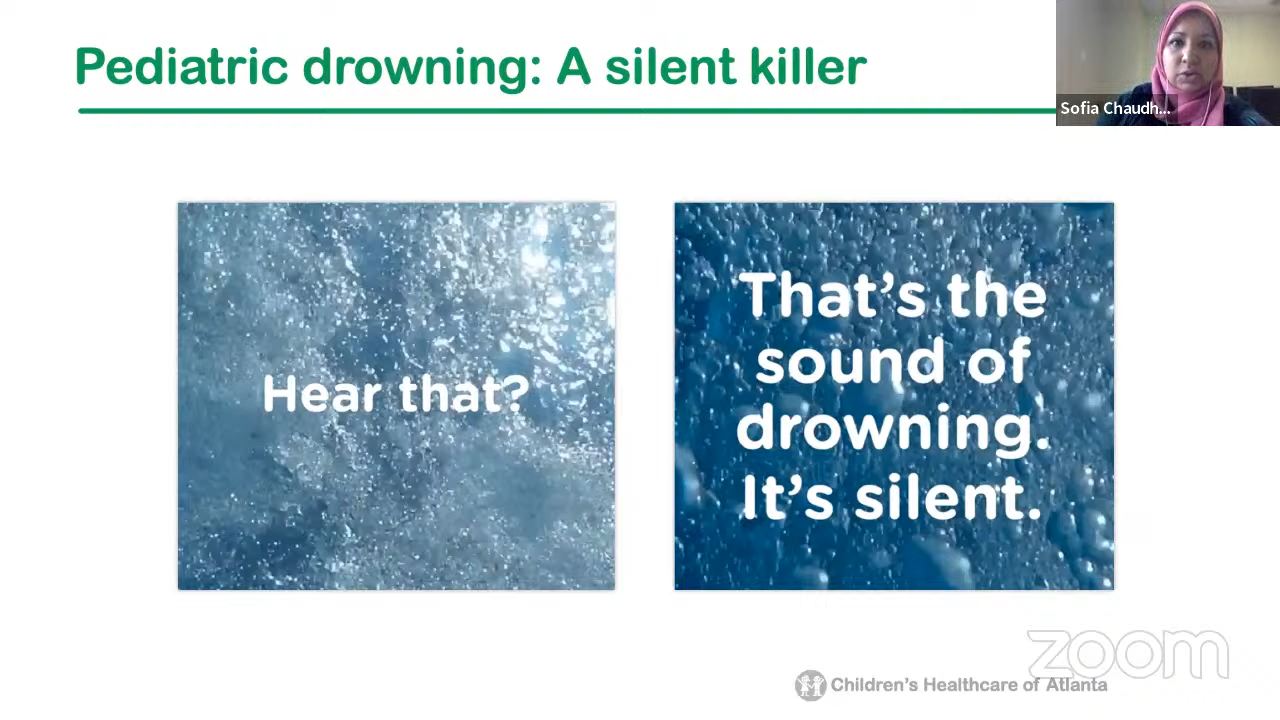 Pediatric drowning: A silent killer
Sofia Chaudh...
Hear that?
That's the
sound of
drowning.
It's silent.
zoom
Children's Healthcare of Atlanta